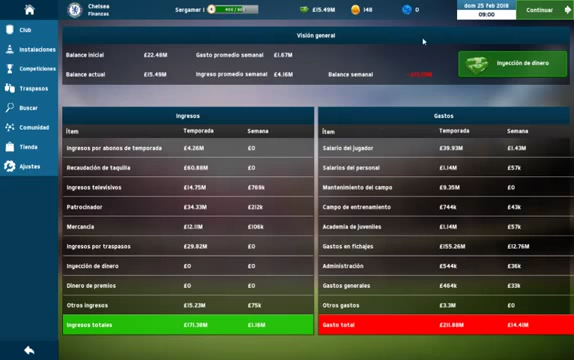 Chelsea
Finanzas
Sergamer |
£15.49M
148
0
dom 25 Feb 2018
09:00
Continuar
Club
Instalaciones
Competiciones
Traspasos
Buscar
Comunidad
Tienda
Ajustes
Visión general
Balance inicial £22.48M Gasto promedio semanal £1.67M
Balance actual £15.49M Ingreso promedio semanal £4.16M Balance semanal
Inyección de dinero
Ingresos
Ítem Temporada Semana
Ingresos por abonos de temporada £4.26M £0
Recaudación de taquilla £60.88M £0
Ingresos televisivos £14.75M £769k
Patrocinador £34.33M £212k
Mercancía £12.11M £106k
Ingresos por traspasos £29.82M £0
Inyección de dinero £0 £0
Dinero de premios £0 £0
Otros ingresos £15.23M £75k
Ingresos totales £171.38M £1.16M
Gastos
Ítem Temporada Semana
Salario del jugador £39.93M £1.43M
Salarios del personal £1.14M £57k
Mantenimiento del campo £9.35M £0
Campo de entrenamiento £744k £43k
Academia de juveniles £1.14M £57k
Gastos en fichajes £155.26M £12.76M
Administración £544k £36k
Gastos generales £464k £33k
Otros gastos £3.3M £0
Gasto total £211.88M £14.41M